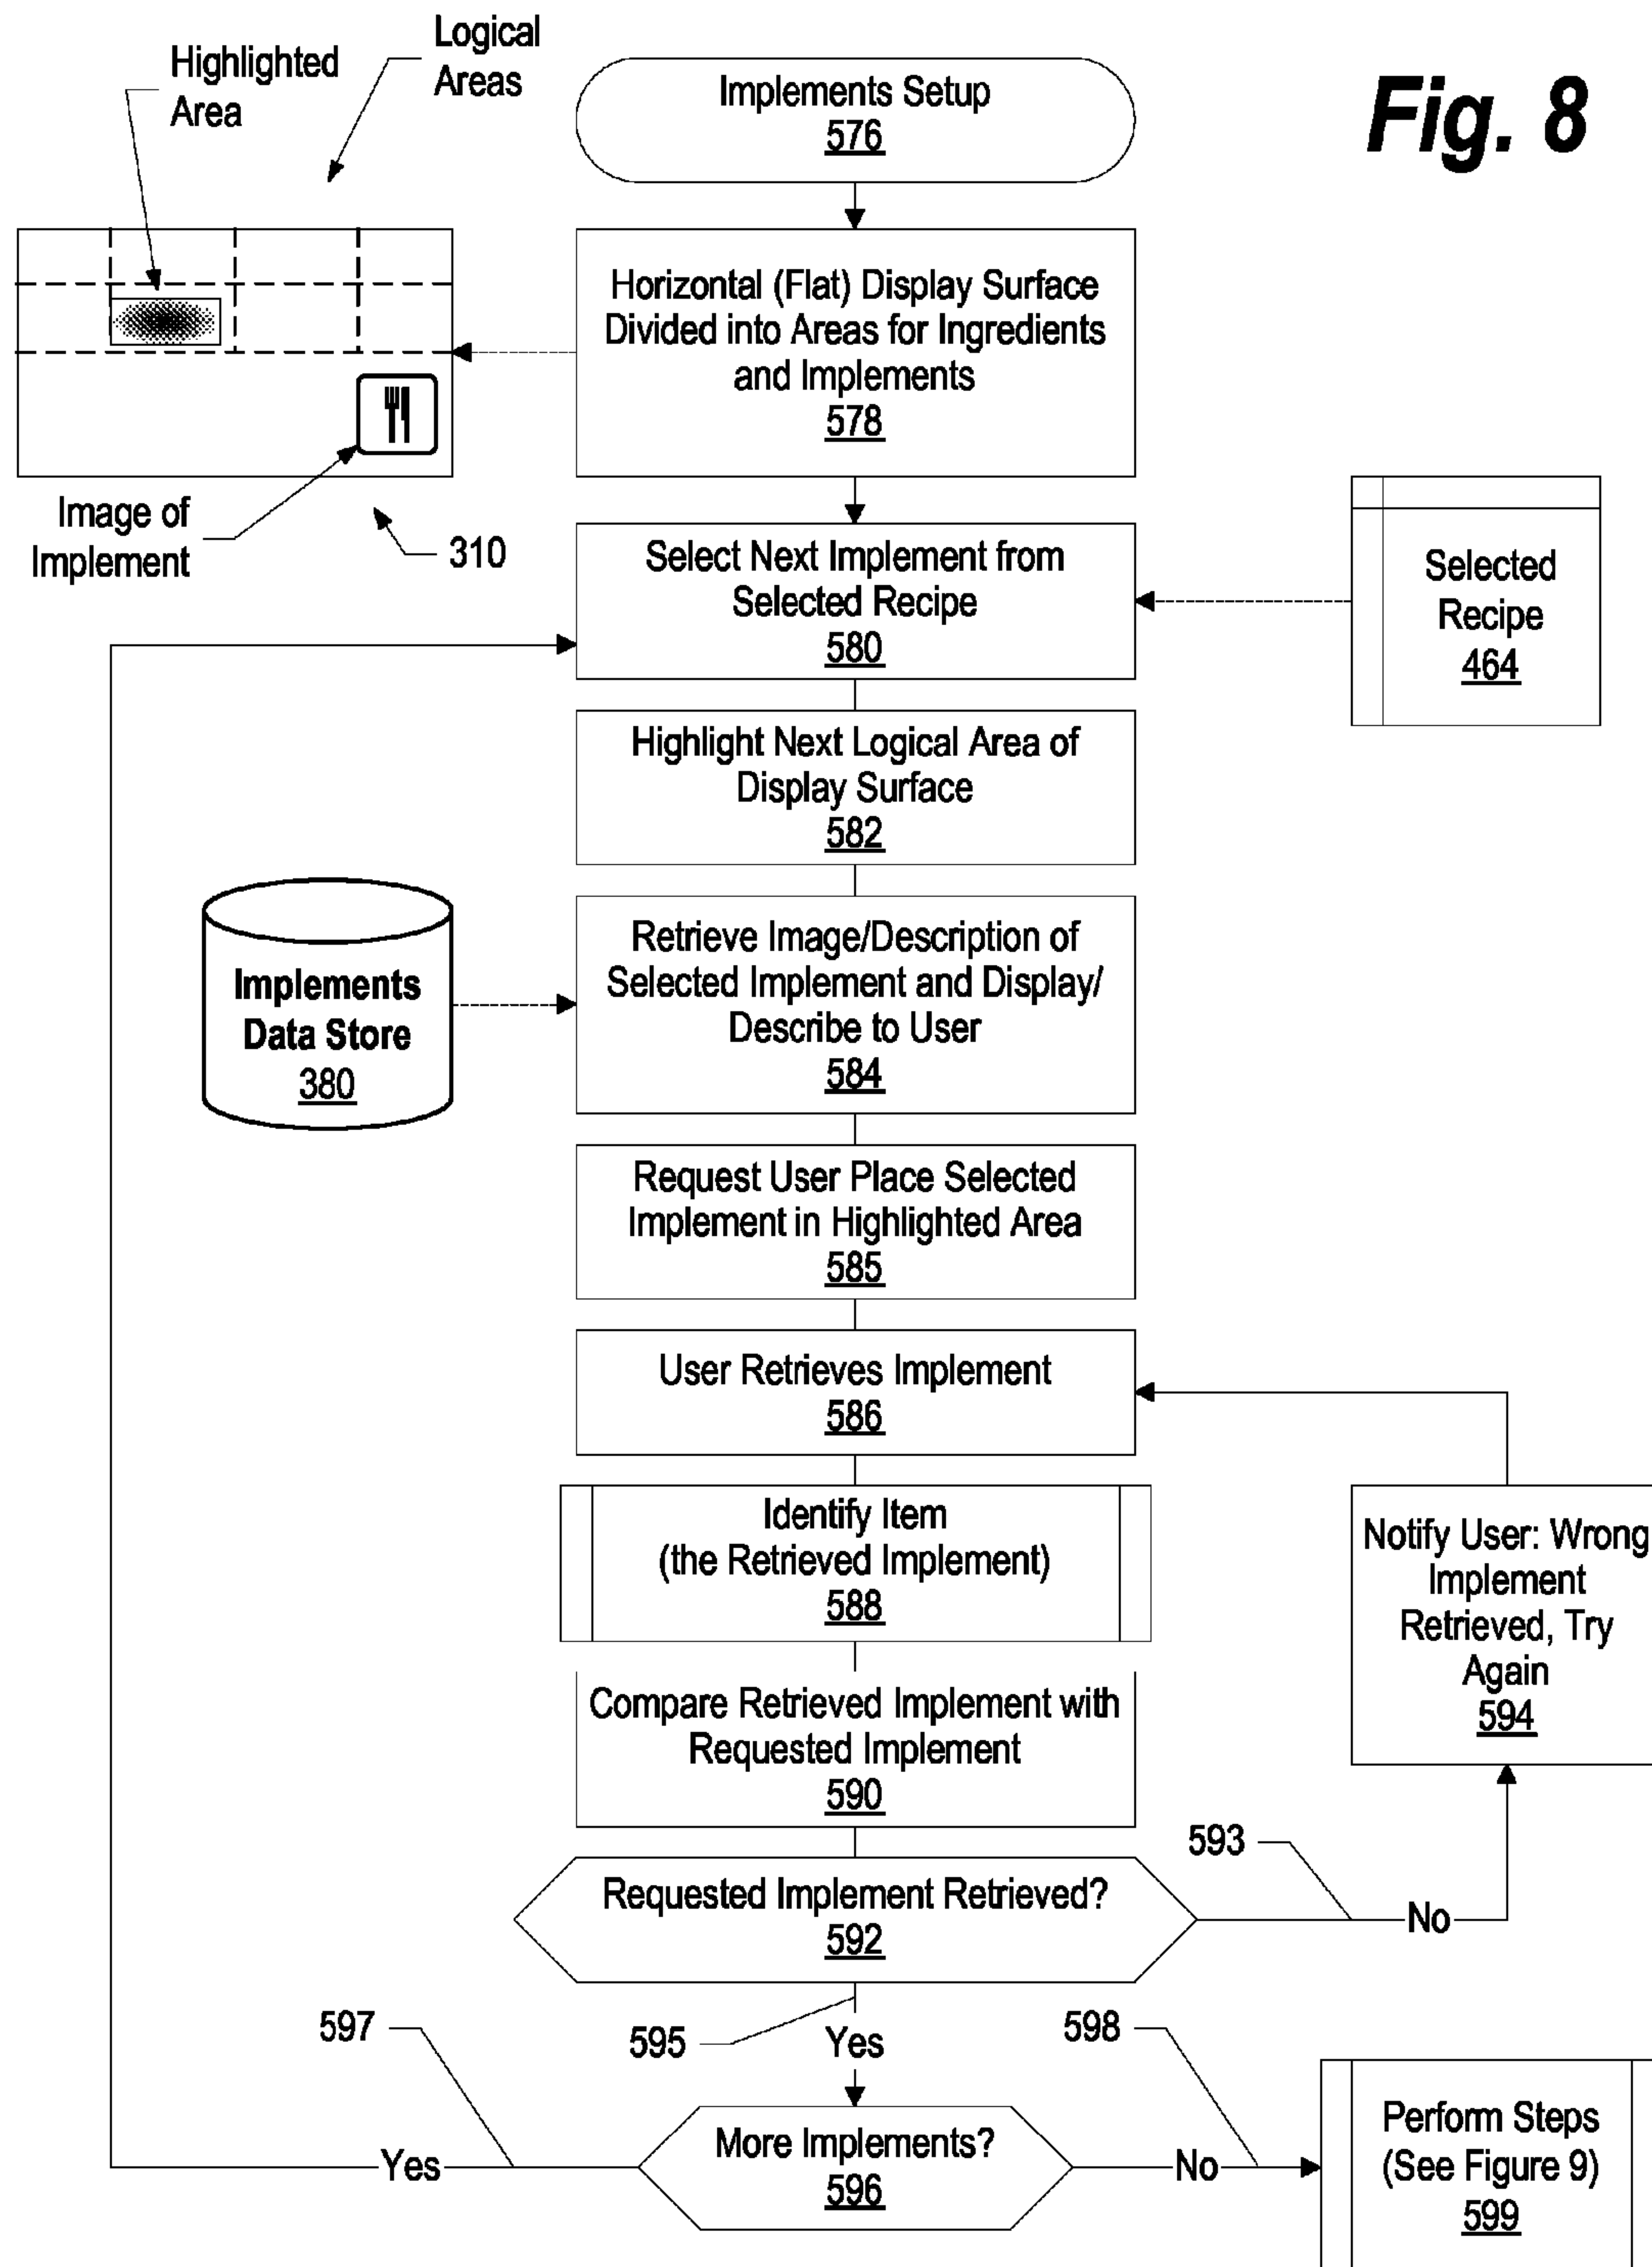 Fig. 8
Logical
Areas
Highlighted
Area
Implements Setup
576
Horizontal (Flat) Display Surface
Divided into Areas for Ingredients
and Implements
578
Image of
Implement
310
Select Next Implement from
Selected Recipe
580
Selected
Recipe
464
Highlight Next Logical Area of
Display Surface
582
Implements
Data Store
380
Retrieve Image/Description of
Selected Implement and Display/
Describe to User
584
Request User Place Selected
Implement in Highlighted Area
585
User Retrieves Implement
586
Identify Item
(the Retrieved Implement)
588
Notify User: Wrong
Implement
Retrieved, Try
Again
594
Compare Retrieved Implement with
Requested Implement
590
593
Requested Implement Retrieved?
592
No
597
595
Yes
598
Yes
More Implements?
596
No
Perform Steps
(See Figure 9)
599